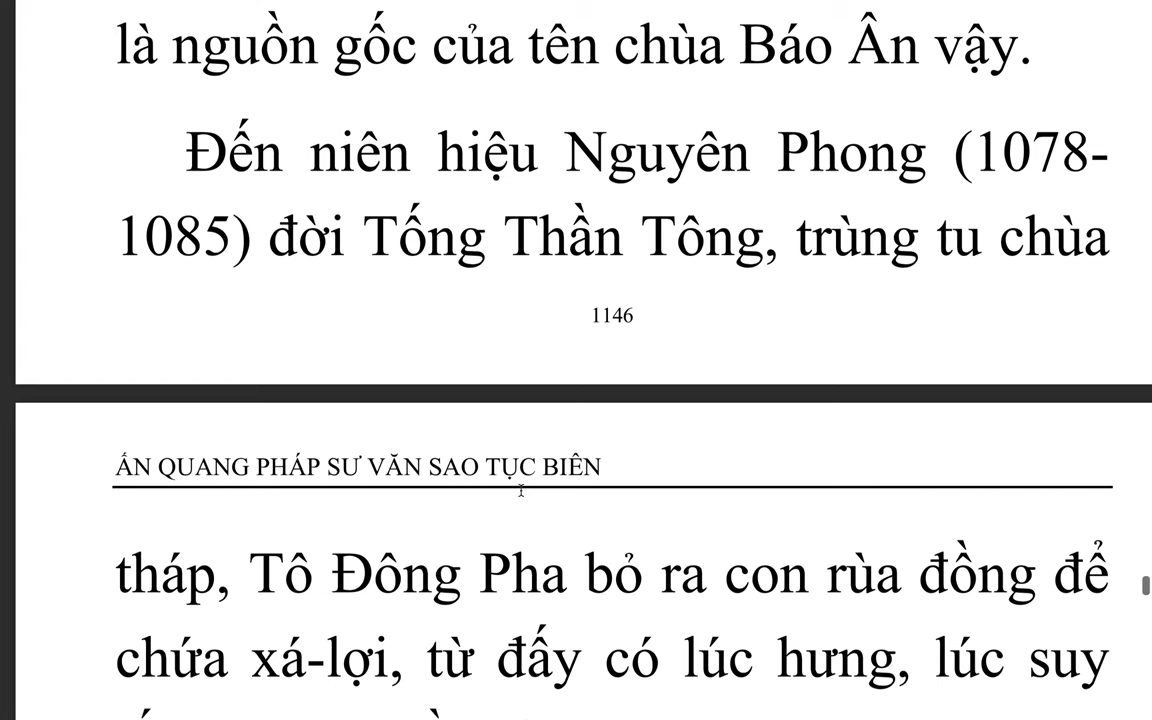 là nguồn gốc của tên chùa Báo Ân vậy.
Đến niên hiệu Nguyên Phong (1078-
1085) đời Tống Thần Tông, trùng tu chùa
1146
ẤN QUANG PHÁP SƯ VĂN SAO TỤC BIÊN
tháp, Tô Đông Pha bỏ ra con rùa đồng để
chứa xá-lợi, từ đấy có lúc hưng, lúc suy